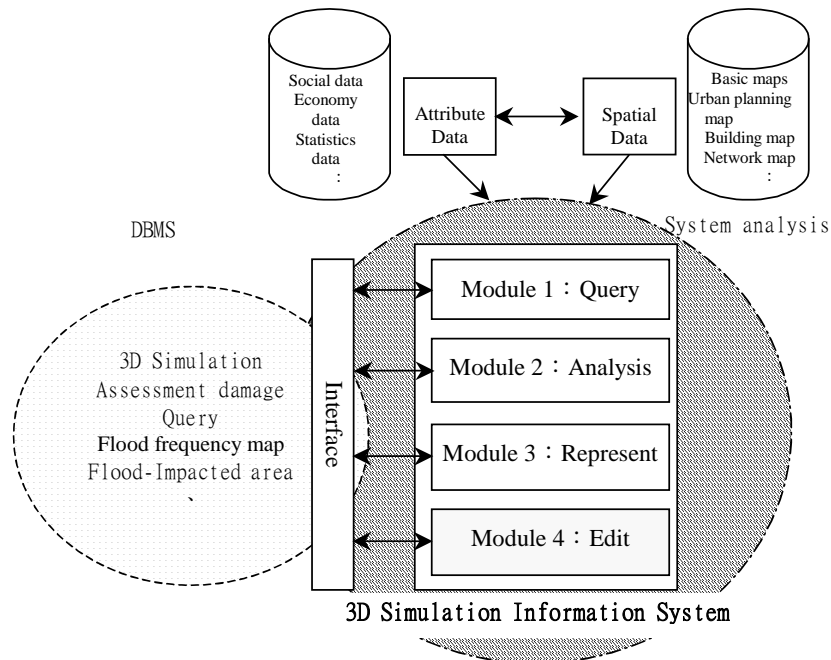 Social data
Economy
data
Statistics
data
:
Attribute
Data
Spatial
Data
Basic maps
Urban planning
map
Building map
Network map
:
DBMS
System analysis
3D Simulation
Assessment damage
Query
Flood frequency map
Flood-Impacted area
、
Interface
Module 1：Query
Module 2：Analysis
Module 3：Represent
Module 4：Edit
3D Simulation Information System